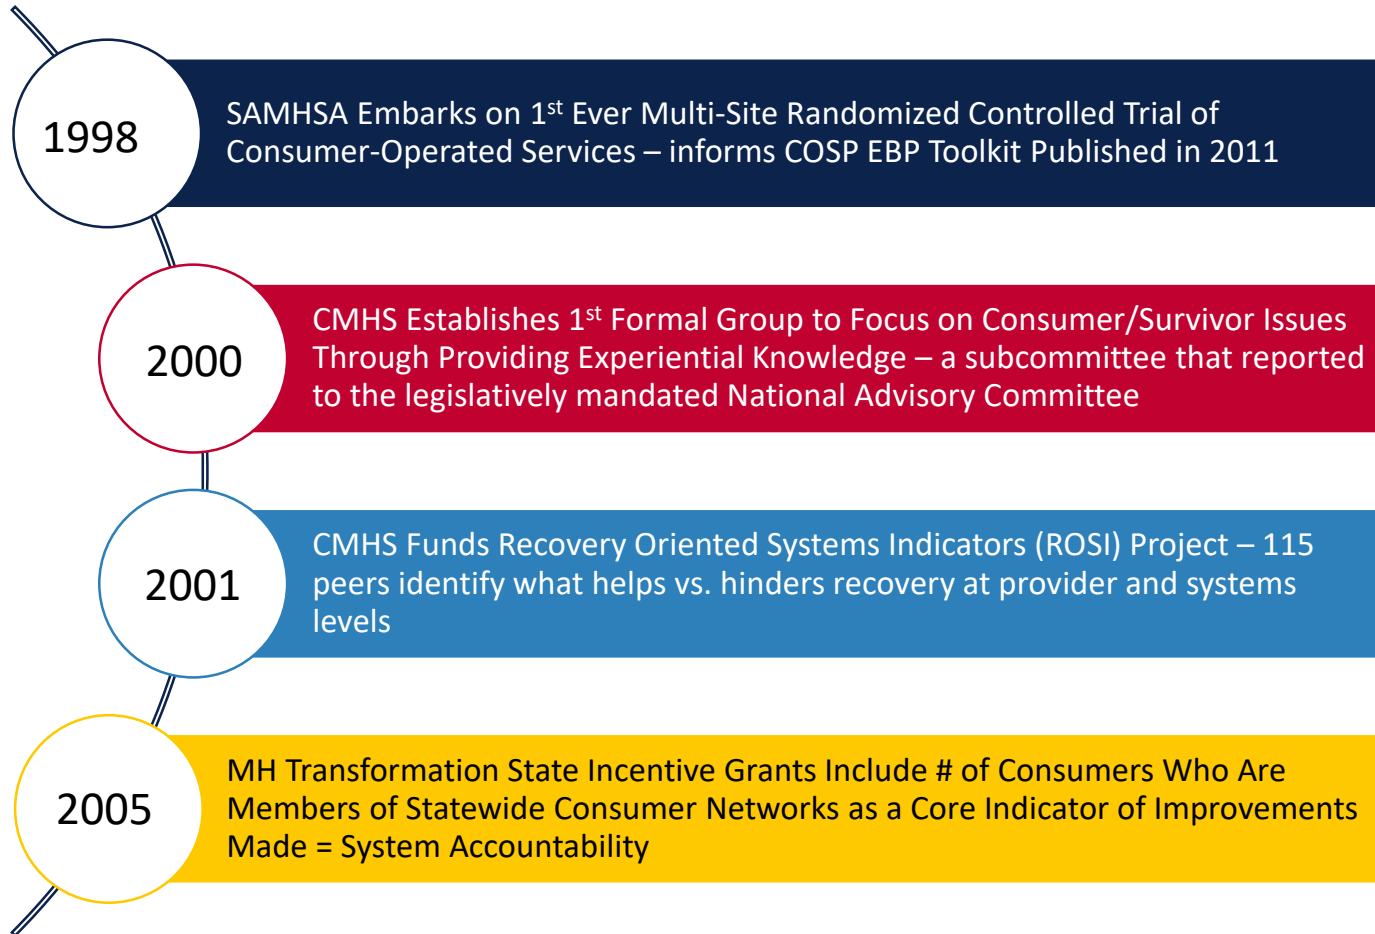 1998
SAMHSA Embarks on 1st Ever Multi-Site Randomized Controlled Trial of
Consumer-Operated Services – informs COSP EBP Toolkit Published in 2011
2000
CMHS Establishes 1st Formal Group to Focus on Consumer/Survivor Issues
Through Providing Experiential Knowledge – a subcommittee that reported
to the legislatively mandated National Advisory Committee
2001
CMHS Funds Recovery Oriented Systems Indicators (ROSI) Project – 115
peers identify what helps vs. hinders recovery at provider and systems
levels
2005
MH Transformation State Incentive Grants Include # of Consumers Who Are
Members of Statewide Consumer Networks as a Core Indicator of Improvements
Made = System Accountability